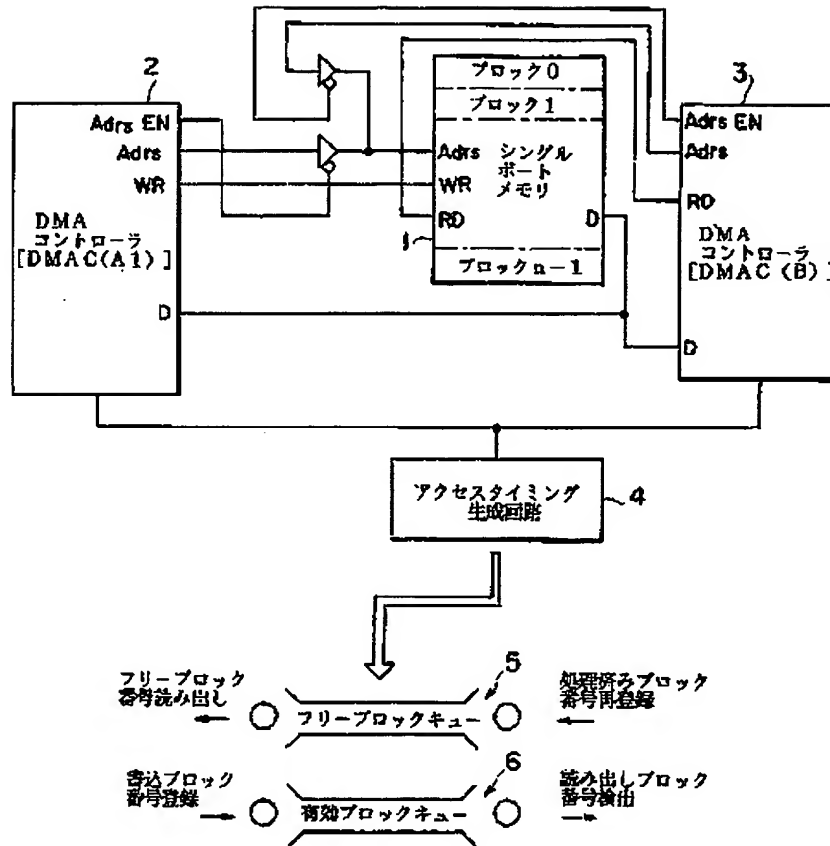 2
Adrs EN
Adrs
WR
DMA
コントローラ
[DMAC(A1)]
D
ブロック0
ブロック1
Adrs
シングル
ポート
メモリ
WR
RD
D
1
ブロックn-1
3
Adrs EN
Adrs
RD
DMA
コントローラ
[DMAC (B)]
D
アクセスタイミング
生成回路
4
フリーブロック
番号読み出し
フリーブロックキュー
5
処理済みブロック
番号再登録
書込ブロック
番号登録
有効ブロックキュー
6
読み出しブロック
番号検出